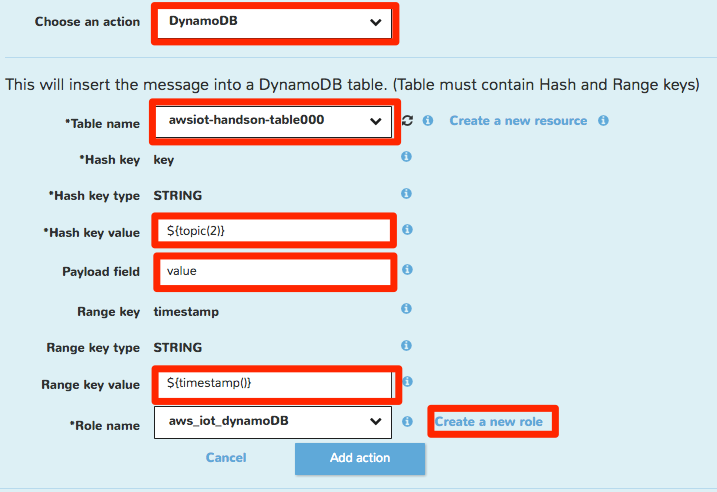 Choose an action DynamoDB
This will insert the message into a DynamoDB table. (Table must contain Hash and Range keys)
*Table name awsiot-handson-table000 Create a new resource
*Hash key key
*Hash key type STRING
*Hash key value ${topic(2)}
Payload field value
Range key timestamp
Range key type STRING
Range key value ${timestamp()}
*Role name aws_iot_dynamoDB Create a new role
Cancel Add action